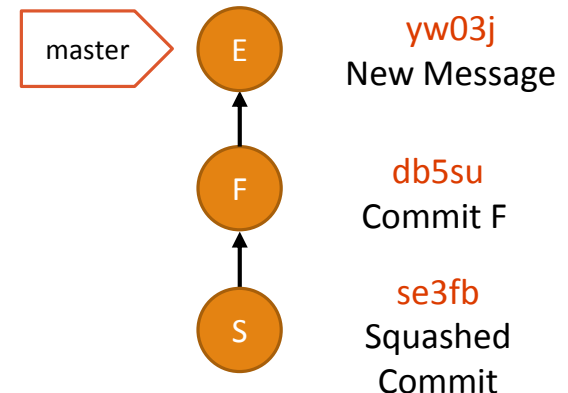 master
E
yw03j
New Message
F
db5su
Commit F
S
se3fb
Squashed
Commit